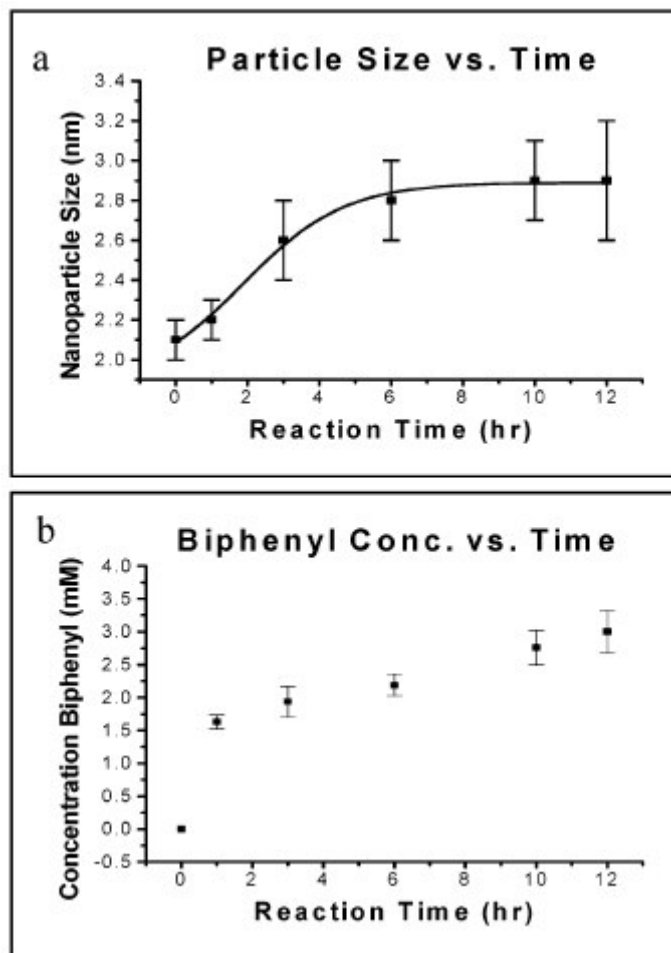 a
Particle Size vs. Time
Nanoparticle Size (nm)
3.4
3.2
3.0
2.8
2.6
2.4
2.2
2.0
0 2 4 6 8 10 12
Reaction Time (hr)
b
Biphenyl Conc. vs. Time
Concentration Biphenyl (mM)
4.0
3.5
3.0
2.5
2.0
1.5
1.0
0.5
0.0
-0.5
0 2 4 6 8 10 12
Reaction Time (hr)